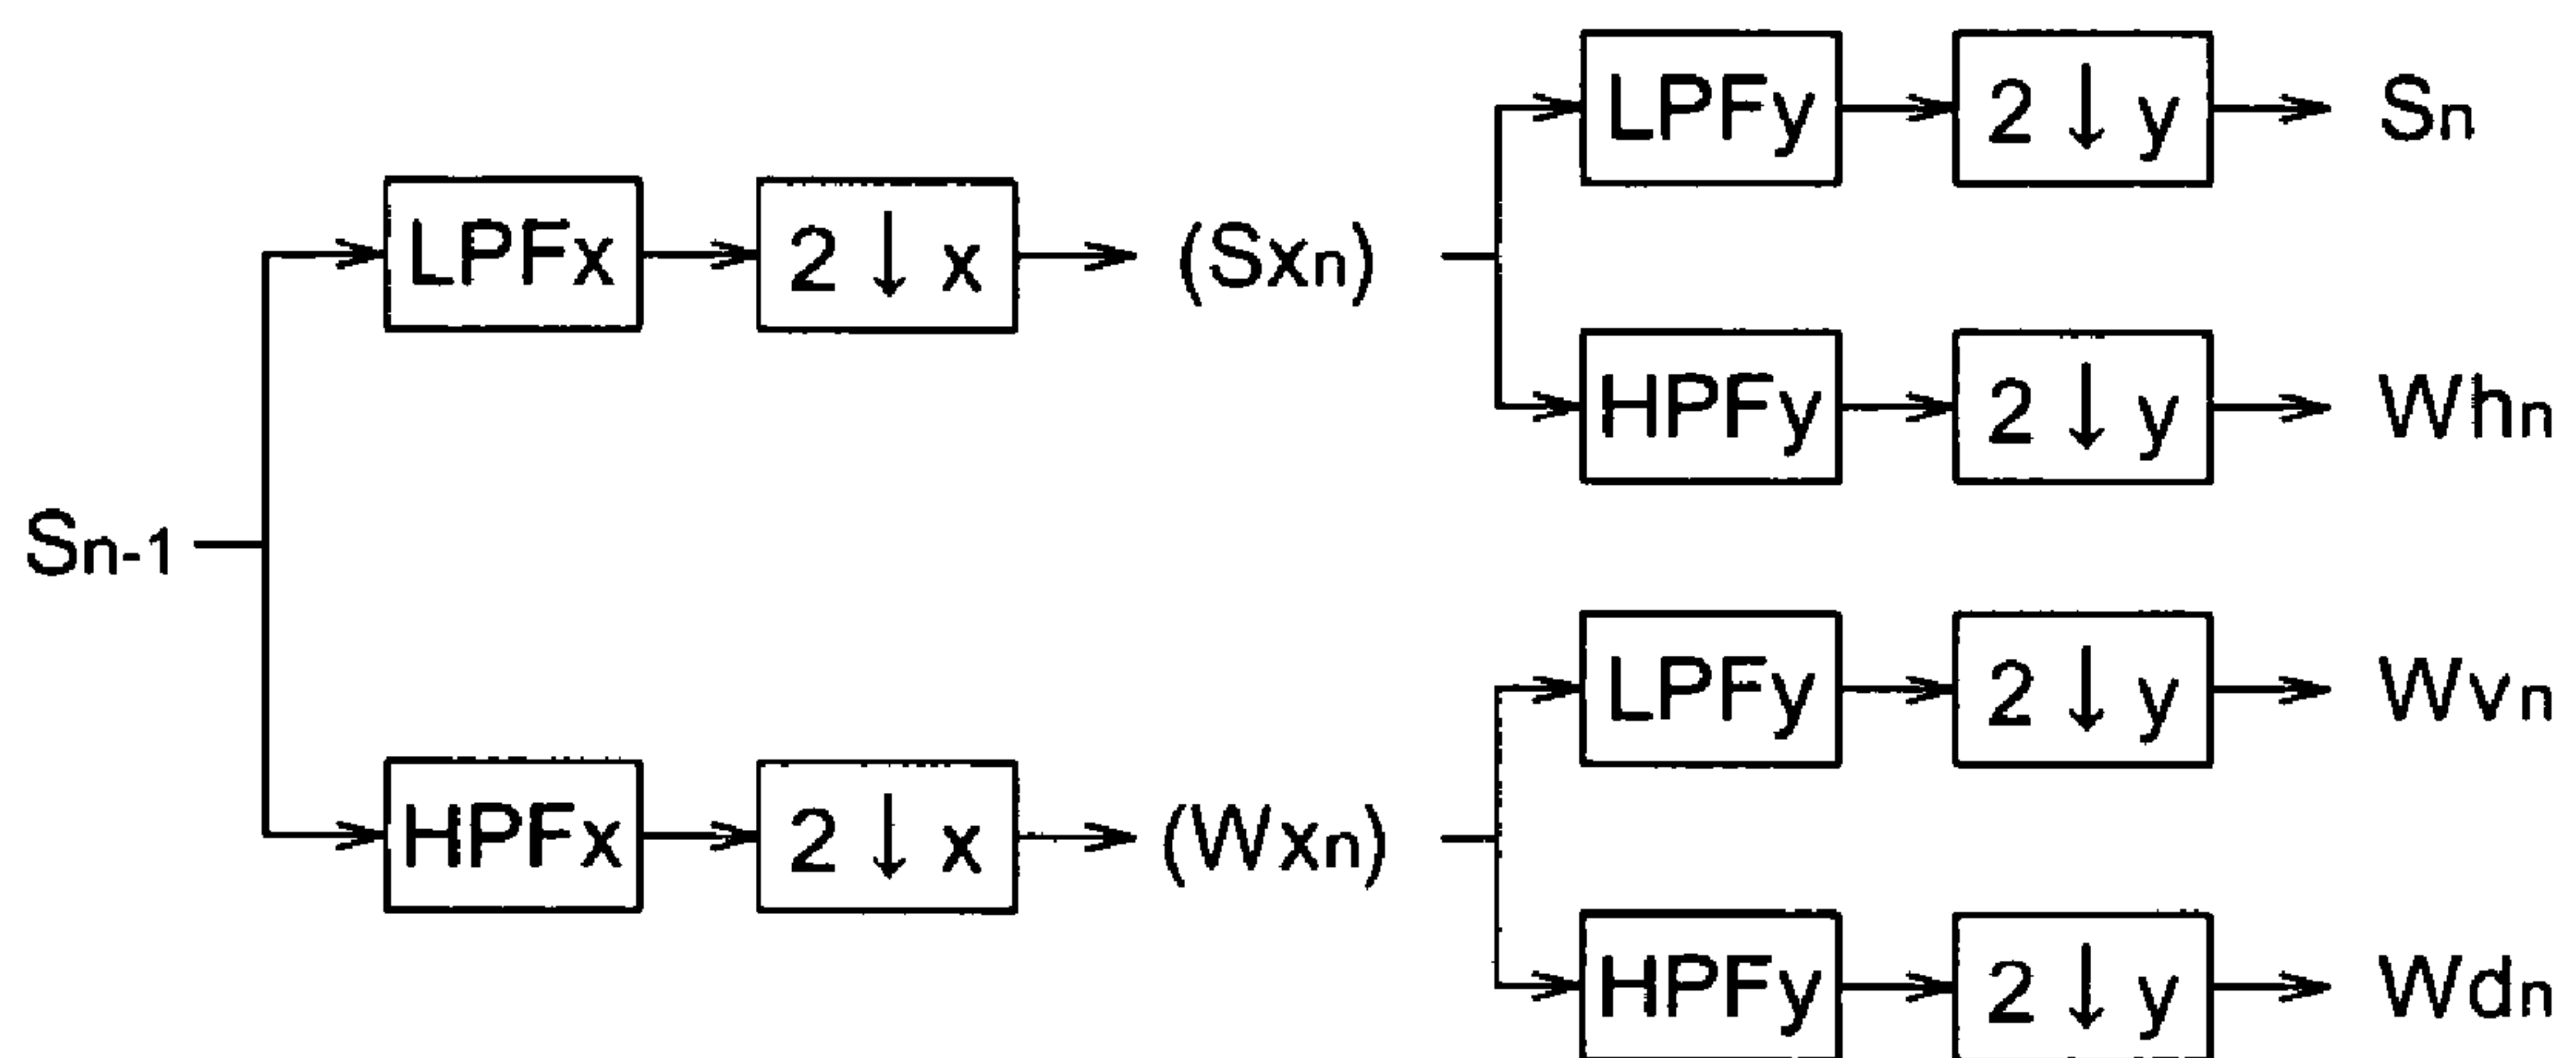 LPFy 2 ↓ y Sn
LPFx 2 ↓ x (Sxn)
HPFy 2 ↓ y Whn
Sn-1
LPFy 2 ↓ y Wvn
HPFx 2 ↓ x (Wxn)
HPFy 2 ↓ y Wdn